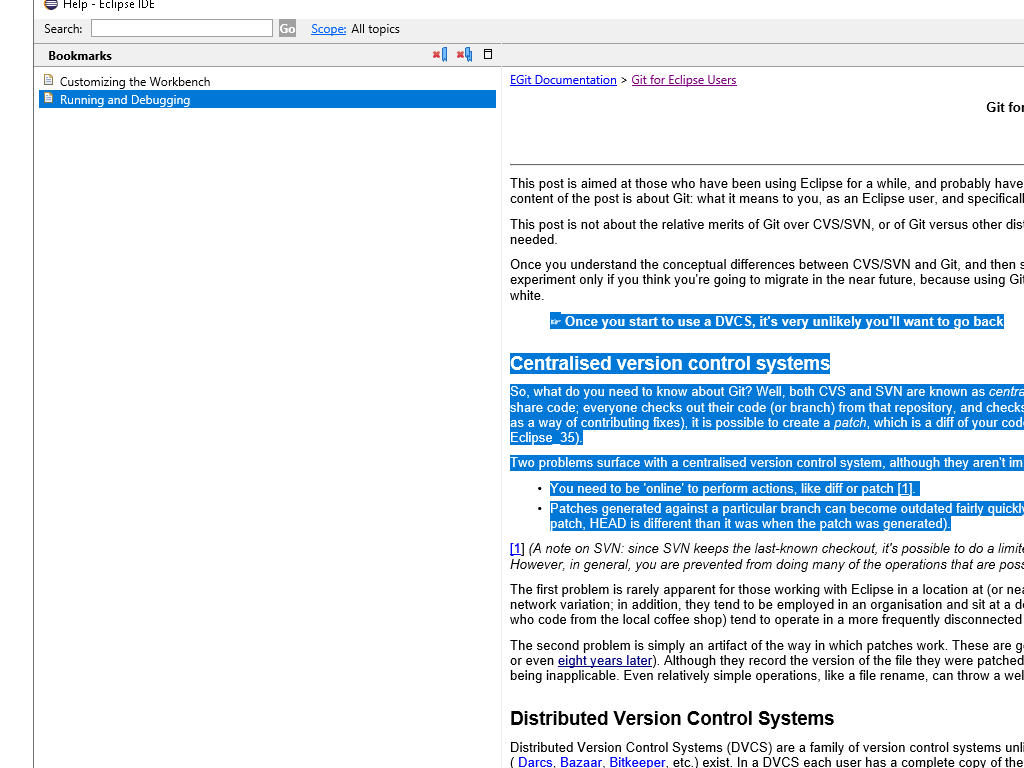 Help - Eclipse IDE
Search:
Go
Scope: All topics
Bookmarks
Customizing the Workbench
Running and Debugging
EGit Documentation > Git for Eclipse Users
Git for
This post is aimed at those who have been using Eclipse for a while, and probably have
content of the post is about Git: what it means to you, as an Eclipse user, and specificall
This post is not about the relative merits of Git over CVS/SVN, or of Git versus other dist
needed.
Once you understand the conceptual differences between CVS/SVN and Git, and then s
experiment only if you think you're going to migrate in the near future, because using Git
white.
☞ Once you start to use a DVCS, it's very unlikely you'll want to go back
Centralised version control systems
So, what do you need to know about Git? Well, both CVS and SVN are known as centra
share code; everyone checks out their code (or branch) from that repository, and checks
as a way of contributing fixes), it is possible to create a patch, which is a diff of your code
Eclipse_35).
Two problems surface with a centralised version control system, although they aren't im
• You need to be 'online' to perform actions, like diff or patch [1].
• Patches generated against a particular branch can become outdated fairly quickly
patch, HEAD is different than it was when the patch was generated).
[1] (A note on SVN: since SVN keeps the last-known checkout, it's possible to do a limite
However, in general, you are prevented from doing many of the operations that are poss
The first problem is rarely apparent for those working with Eclipse in a location at (or nea
network variation; in addition, they tend to be employed in an organisation and sit at a de
who code from the local coffee shop) tend to operate in a more frequently disconnected
The second problem is simply an artifact of the way in which patches work. These are ge
or even eight years later). Although they record the version of the file they were patched
being inapplicable. Even relatively simple operations, like a file rename, can throw a wel
Distributed Version Control Systems
Distributed Version Control Systems (DVCS) are a family of version control systems unli
( Darcs, Bazaar, Bitkeeper, etc.) exist. In a DVCS each user has a complete copy of the